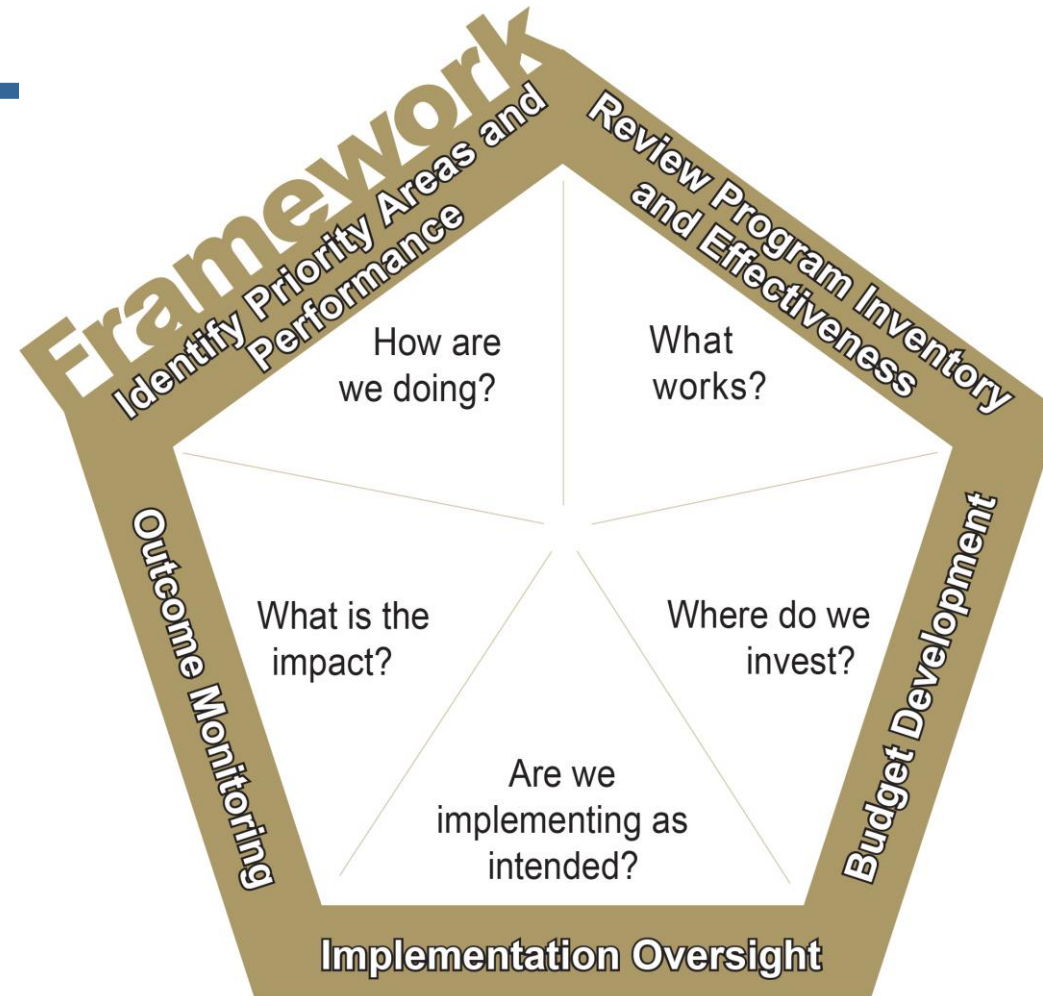 Framework
Identify Priority Areas and
Performance
Review Program Inventory
and Effectiveness
How are
we doing?
What
works?
What is the
impact?
Where do we
invest?
Are we
implementing as
intended?
Outcome Monitoring
Budget Development
Implementation Oversight